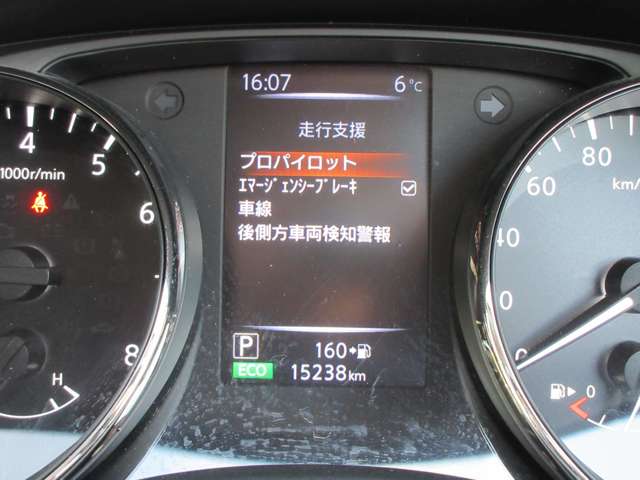 16:07 6℃
走行支援
プロパイロット
ｴﾏｰｼﾞｪﾝｼｰﾌﾞﾚｰｷ
車線
後側方車両検知警報
P 160
ECO 15238km
4
5
6
8
1000r/min
H
80
60
40
0
km/
0